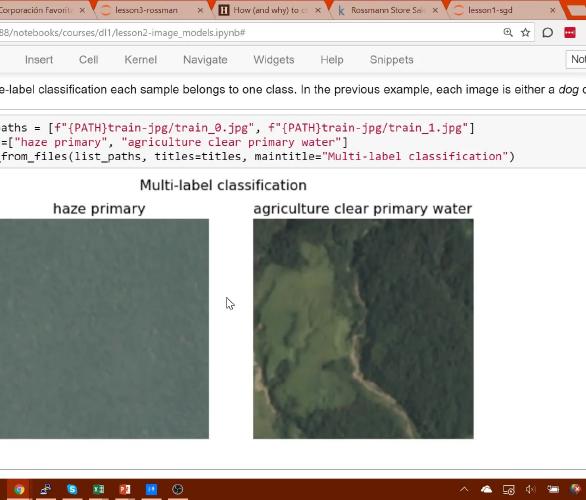 Corporación Favorita
lesson3-rossman
How (and why) to cr
Rossmann Store Sal
lesson1-sgd
88/notebooks/courses/dl1/lesson2-image_models.ipynb#
Insert Cell Kernel Navigate Widgets Help Snippets
Not
e-label classification each sample belongs to one class. In the previous example, each image is either a dog o
aths = [f"{PATH}train-jpg/train_0.jpg", f"{PATH}train-jpg/train_1.jpg"]
=["haze primary", "agriculture clear primary water"]
_from_files(list_paths, titles=titles, maintitle="Multi-label classification")
Multi-label classification
haze primary
agriculture clear primary water